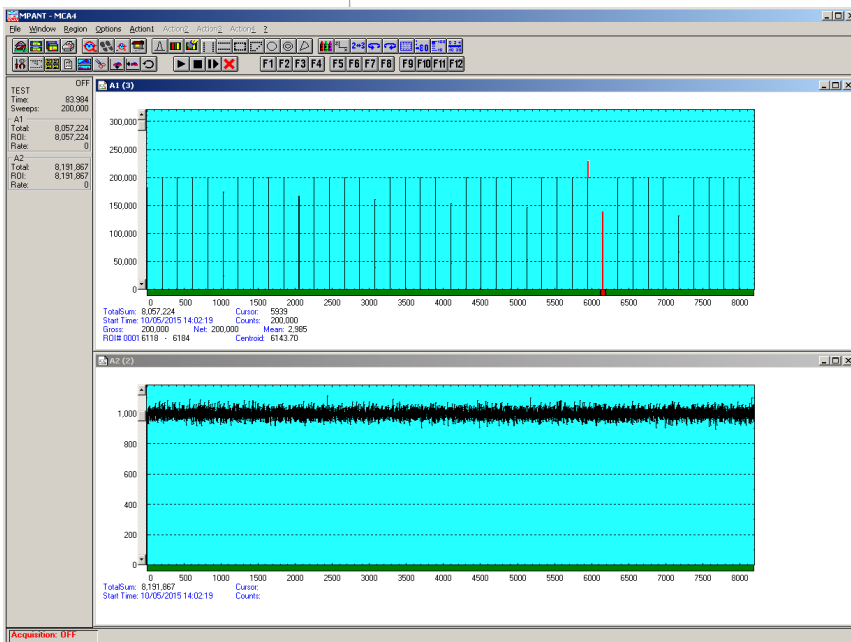 MPANT - MCA4
File Window Region Options Action1 Action2 Action3 Action4 ?
F1 F2 F3 F4 F5 F6 F7 F8 F9 F10 F11 F12
OFF
TEST
Time: 83.984
Sweeps: 200,000
A1
Total: 8,057,224
ROI: 8,057,224
Rate: 0
A2
Total: 8,191,867
ROI: 8,191,867
Rate: 0
A1 (3)
300,000
250,000
200,000
150,000
100,000
50,000
0
0 500 1000 1500 2000 2500 3000 3500 4000 4500 5000 5500 6000 6500 7000 7500 8000
TotalSum: 8,057,224 Cursor: 5939
Start Time: 10/05/2015 14:02:19 Counts: 200,000
Gross: 200,000 Net: 200,000 Mean: 2,985
ROI# 0001 6118 - 6184 Centroid: 6143.70
A2 (2)
1,000
800
600
400
200
0
0 500 1000 1500 2000 2500 3000 3500 4000 4500 5000 5500 6000 6500 7000 7500 8000
TotalSum: 8,191,867 Cursor:
Start Time: 10/05/2015 14:02:19 Counts:
Acquisition: OFF